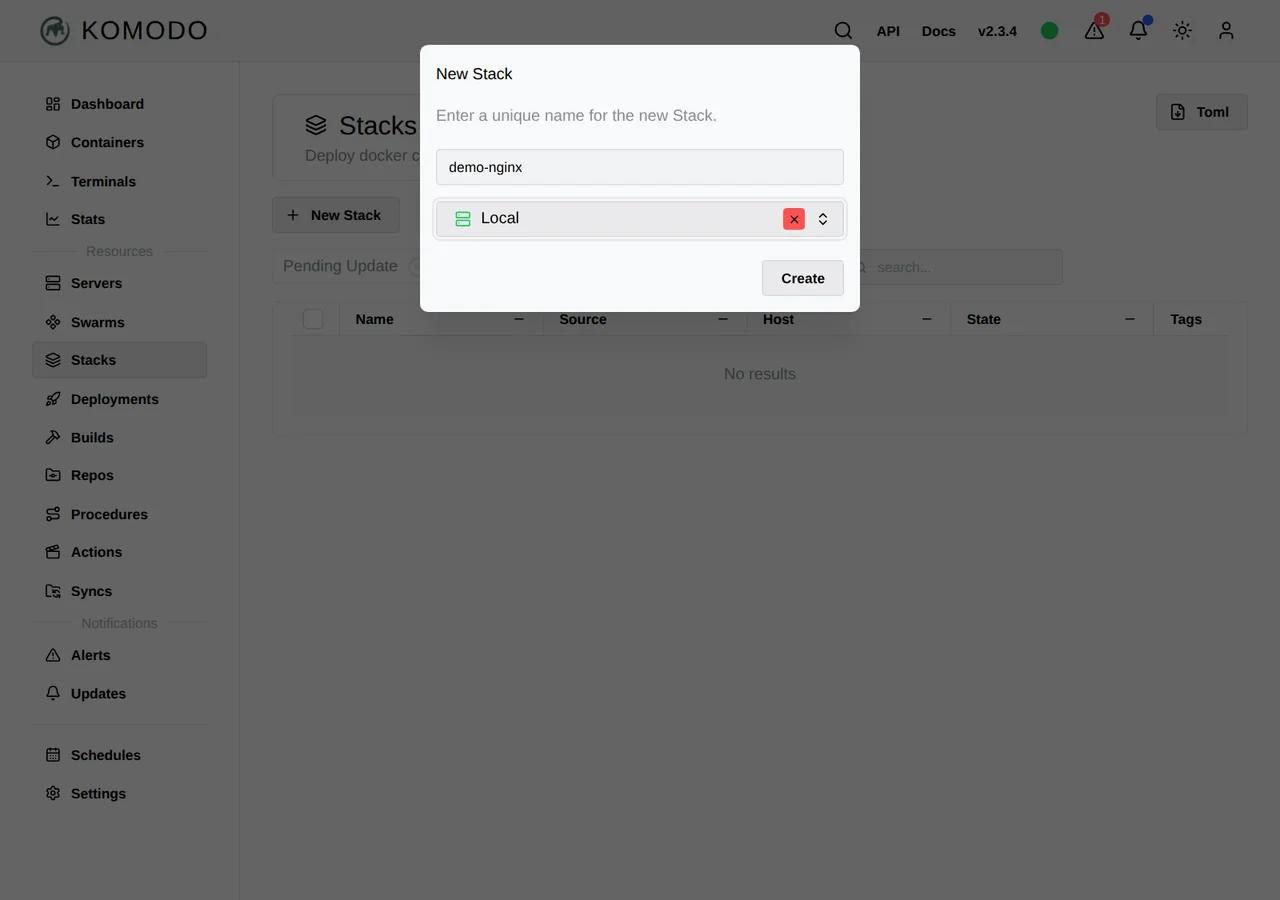 KOMODO
API
Docs
v2.3.4
1
New Stack
Enter a unique name for the new Stack.
demo-nginx
Local
Create
Dashboard
Containers
Terminals
Stats
Resources
Servers
Swarms
Stacks
Deployments
Builds
Repos
Procedures
Actions
Syncs
Notifications
Alerts
Updates
Schedules
Settings
Stacks
Deploy docker c
Toml
New Stack
Pending Update
search...
Name
Source
Host
State
Tags
No results